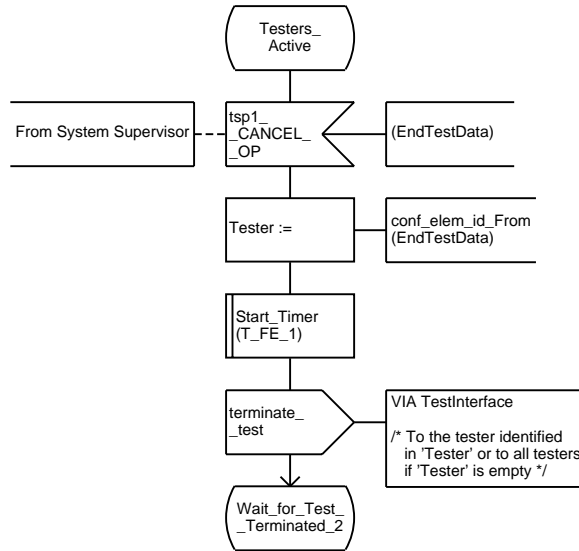 Testers_
Active
From System Supervisor
tsp1_
_CANCEL_
_OP
(EndTestData)
Tester :=
conf_elem_id_From
(EndTestData)
Start_Timer
(T_FE_1)
terminate_
_test
VIA TestInterface
/* To the tester identified
in 'Tester' or to all testers
if 'Tester' is empty */
Wait_for_Test_
_Terminated_2